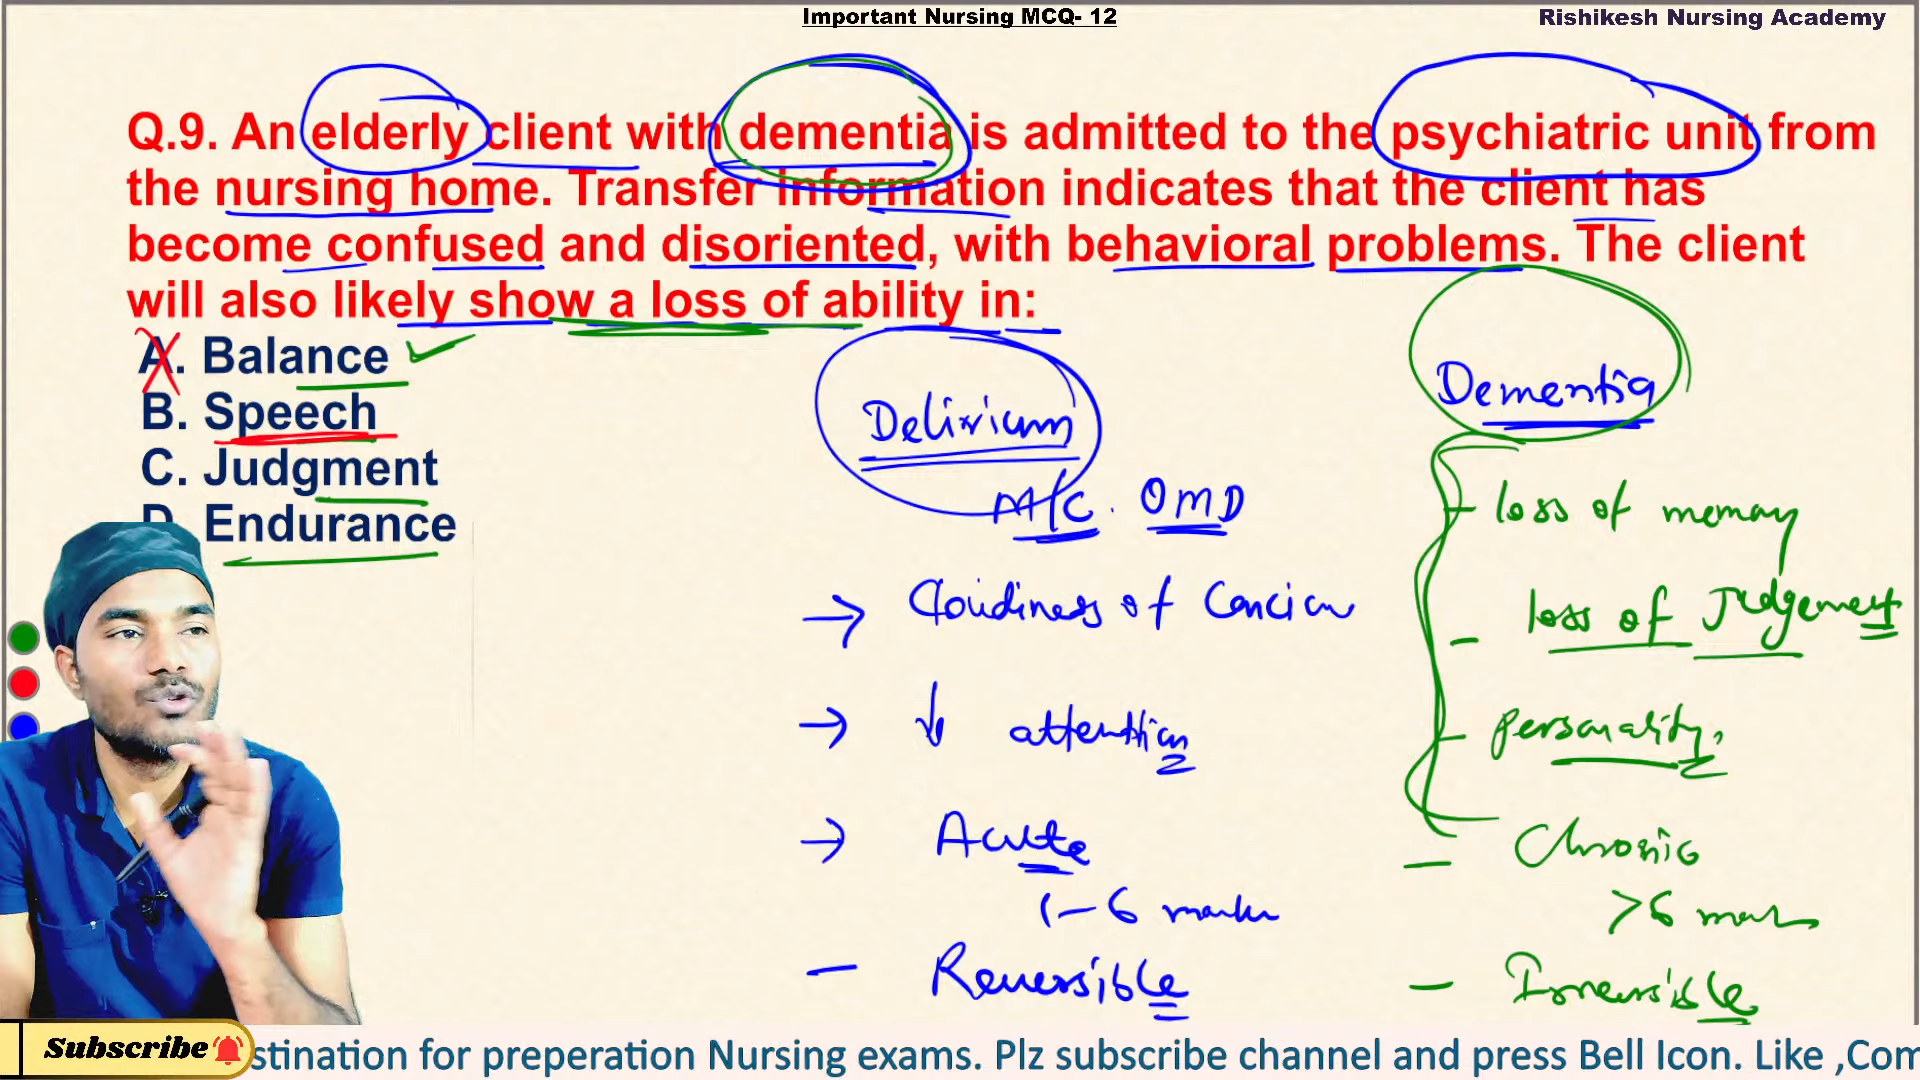 Important Nursing MCQ- 12
Rishikesh Nursing Academy
Q.9. An elderly client with dementia is admitted to the psychiatric unit from
the nursing home. Transfer information indicates that the client has
become confused and disoriented, with behavioral problems. The client
will also likely show a loss of ability in:
A. Balance
B. Speech
C. Judgment
D. Endurance
Delirium
M/C. OMD
→ Cloudiness of
→ ↓ attention
→ Acute
1-6
- Reversible
Dementia
- loss of memory
- loss of Judgement
- personality
- Chronic
>6
-
Subscribe
stination for preperation Nursing exams. Plz subscribe channel and press Bell Icon. Like ,Com